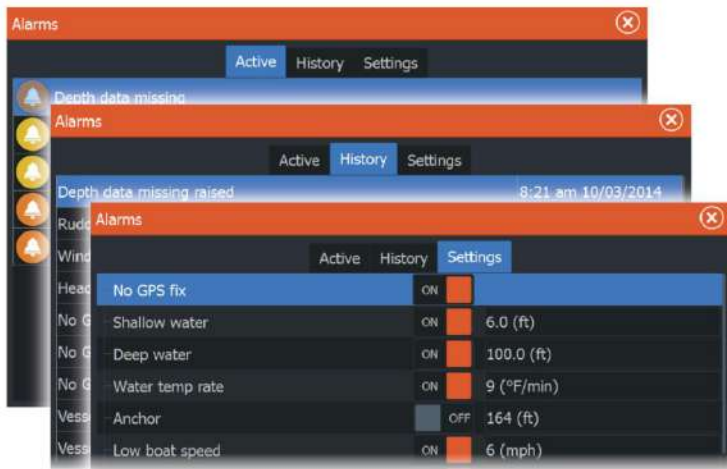 Alarms
Active History Settings
Depth data missing
Alarms
Active History Settings
Depth data missing raised 8:21 am 10/03/2014
Alarms
Active History Settings
No GPS fix ON
Shallow water ON 6.0 (ft)
Deep water ON 100.0 (ft)
Water temp rate ON 9 (°F/min)
Anchor OFF 164 (ft)
Low boat speed ON 6 (mph)